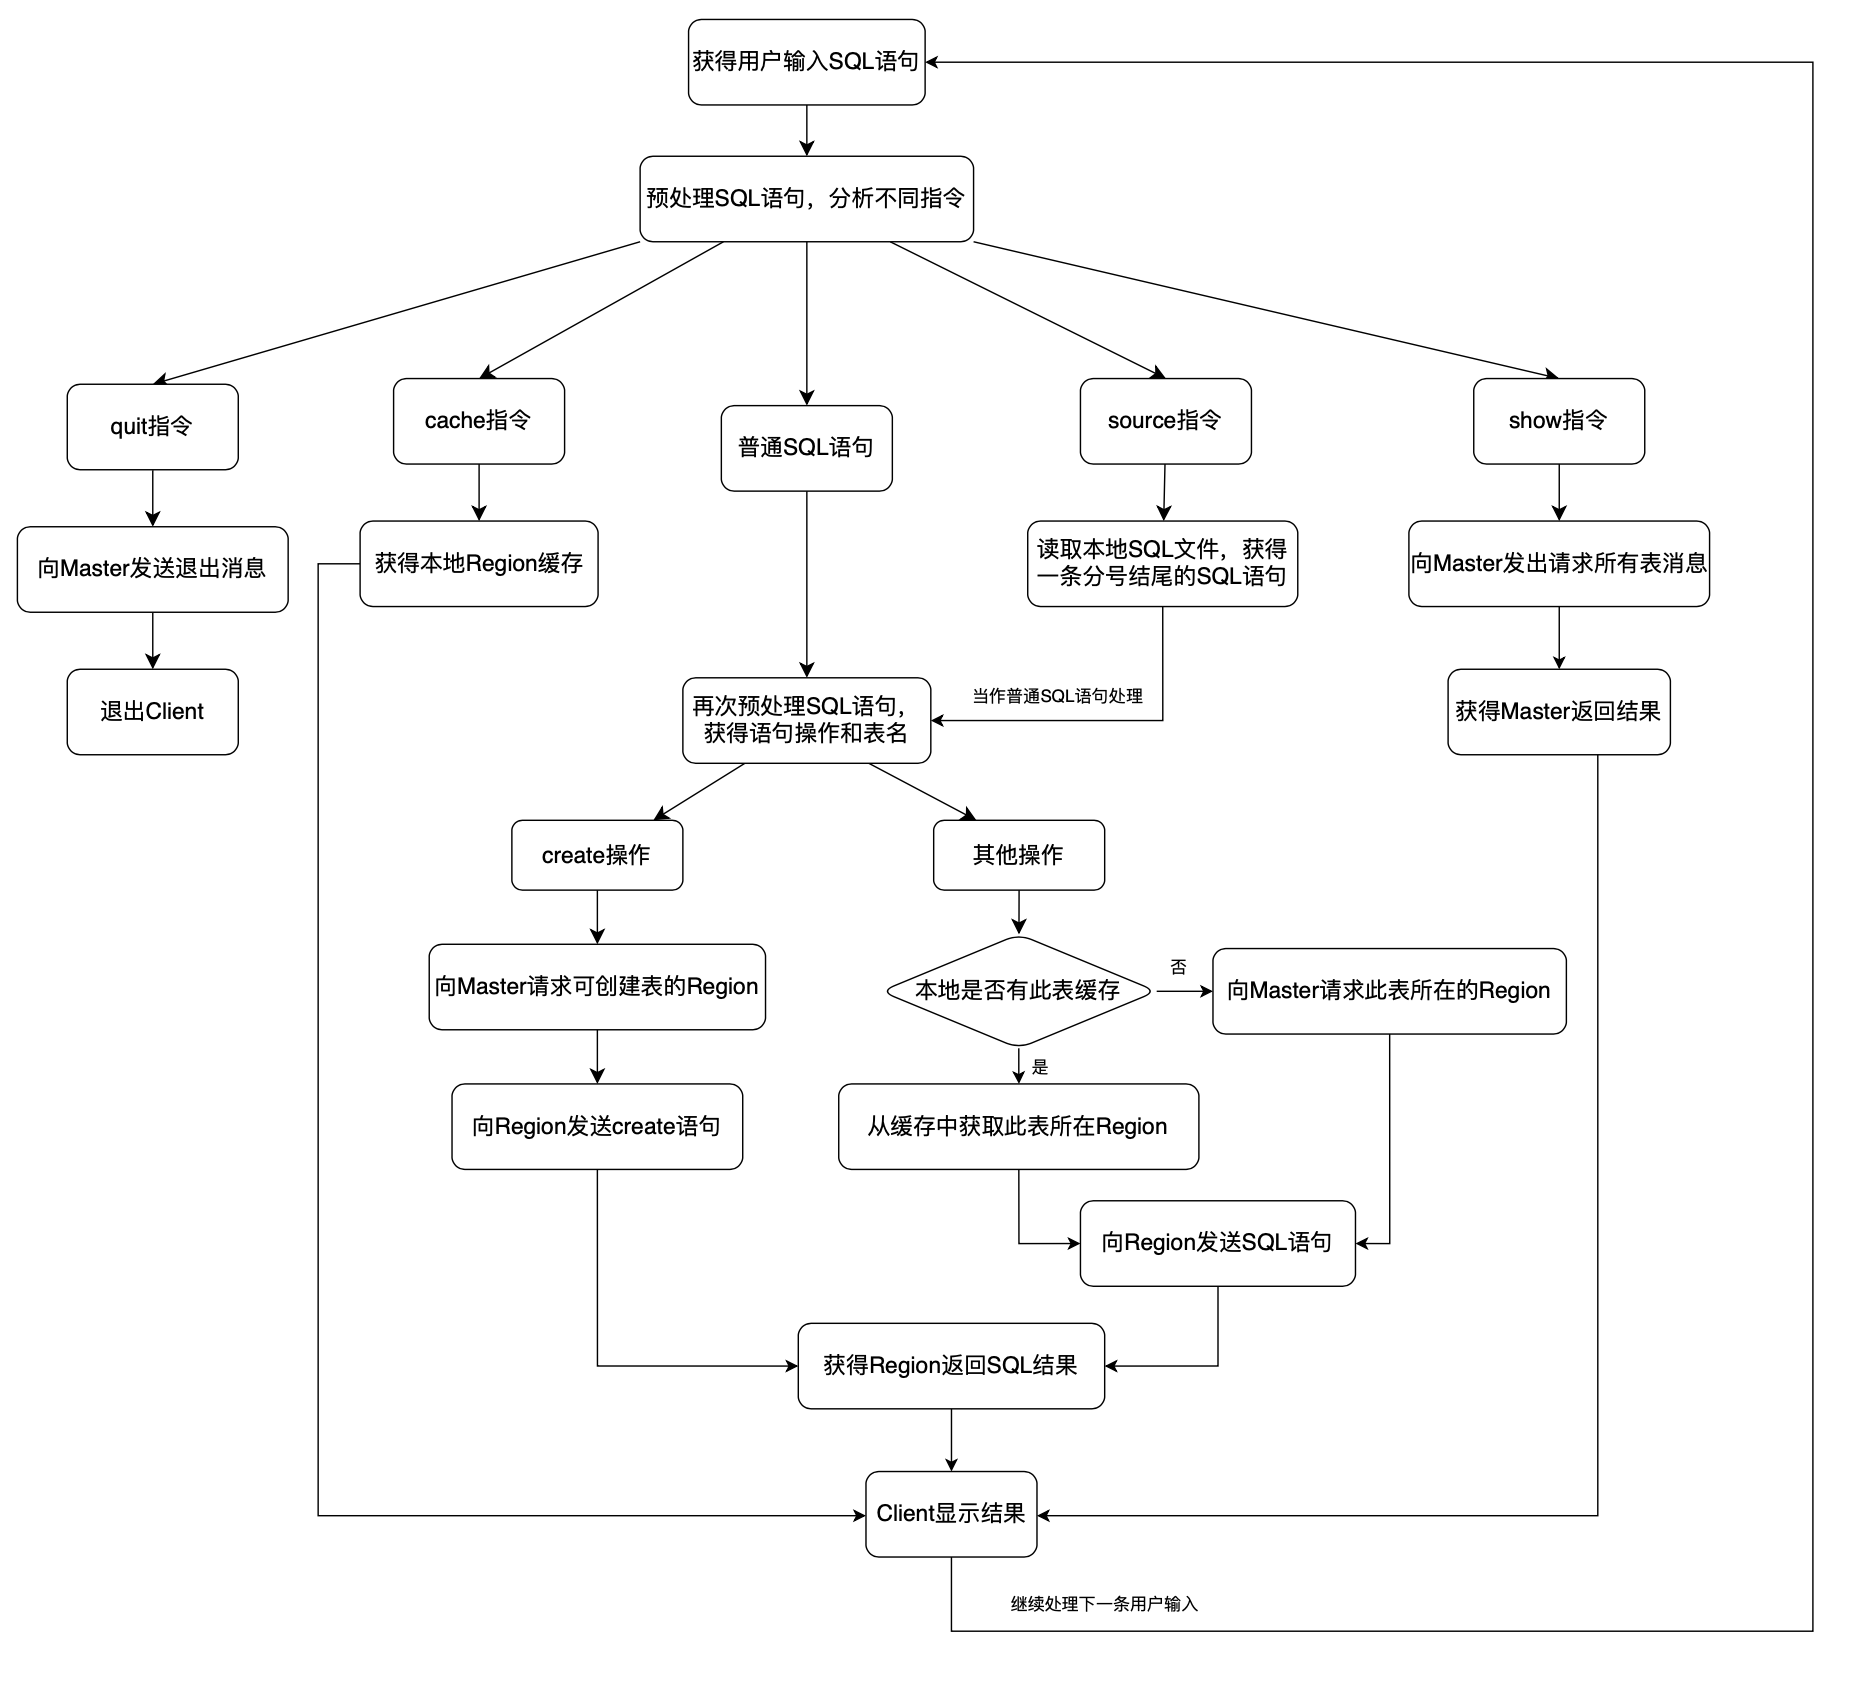 获得用户输入SQL语句
预处理SQL语句，分析不同指令
quit指令
cache指令
普通SQL语句
source指令
show指令
向Master发送退出消息
获得本地Region缓存
读取本地SQL文件，获得
一条分号结尾的SQL语句
向Master发出请求所有表消息
退出Client
再次预处理SQL语句，
获得语句操作和表名
当作普通SQL语句处理
获得Master返回结果
create操作
其他操作
向Master请求可创建表的Region
本地是否有此表缓存
否
向Master请求此表所在的Region
是
向Region发送create语句
从缓存中获取此表所在Region
向Region发送SQL语句
获得Region返回SQL结果
Client显示结果
继续处理下一条用户输入